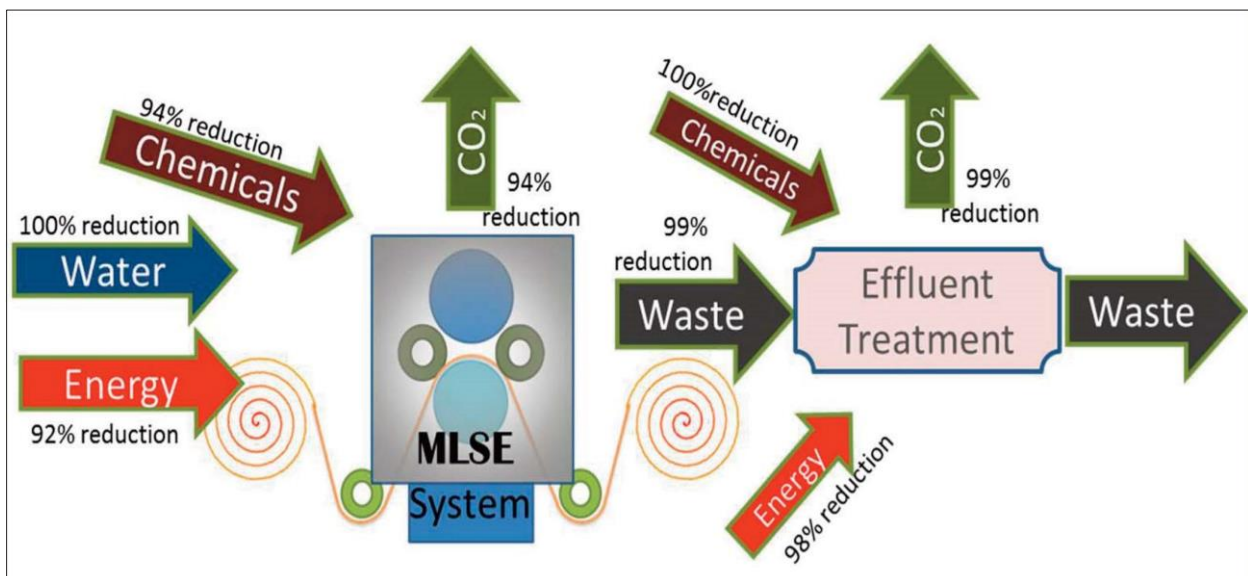 94% reduction
Chemicals
100% reduction
Water
Energy
92% reduction
CO₂
94%
reduction
MLSE
System
99%
reduction
Waste
100%reduction
Chemicals
CO₂
99%
reduction
Effluent
Treatment
Energy
98% reduction
Waste